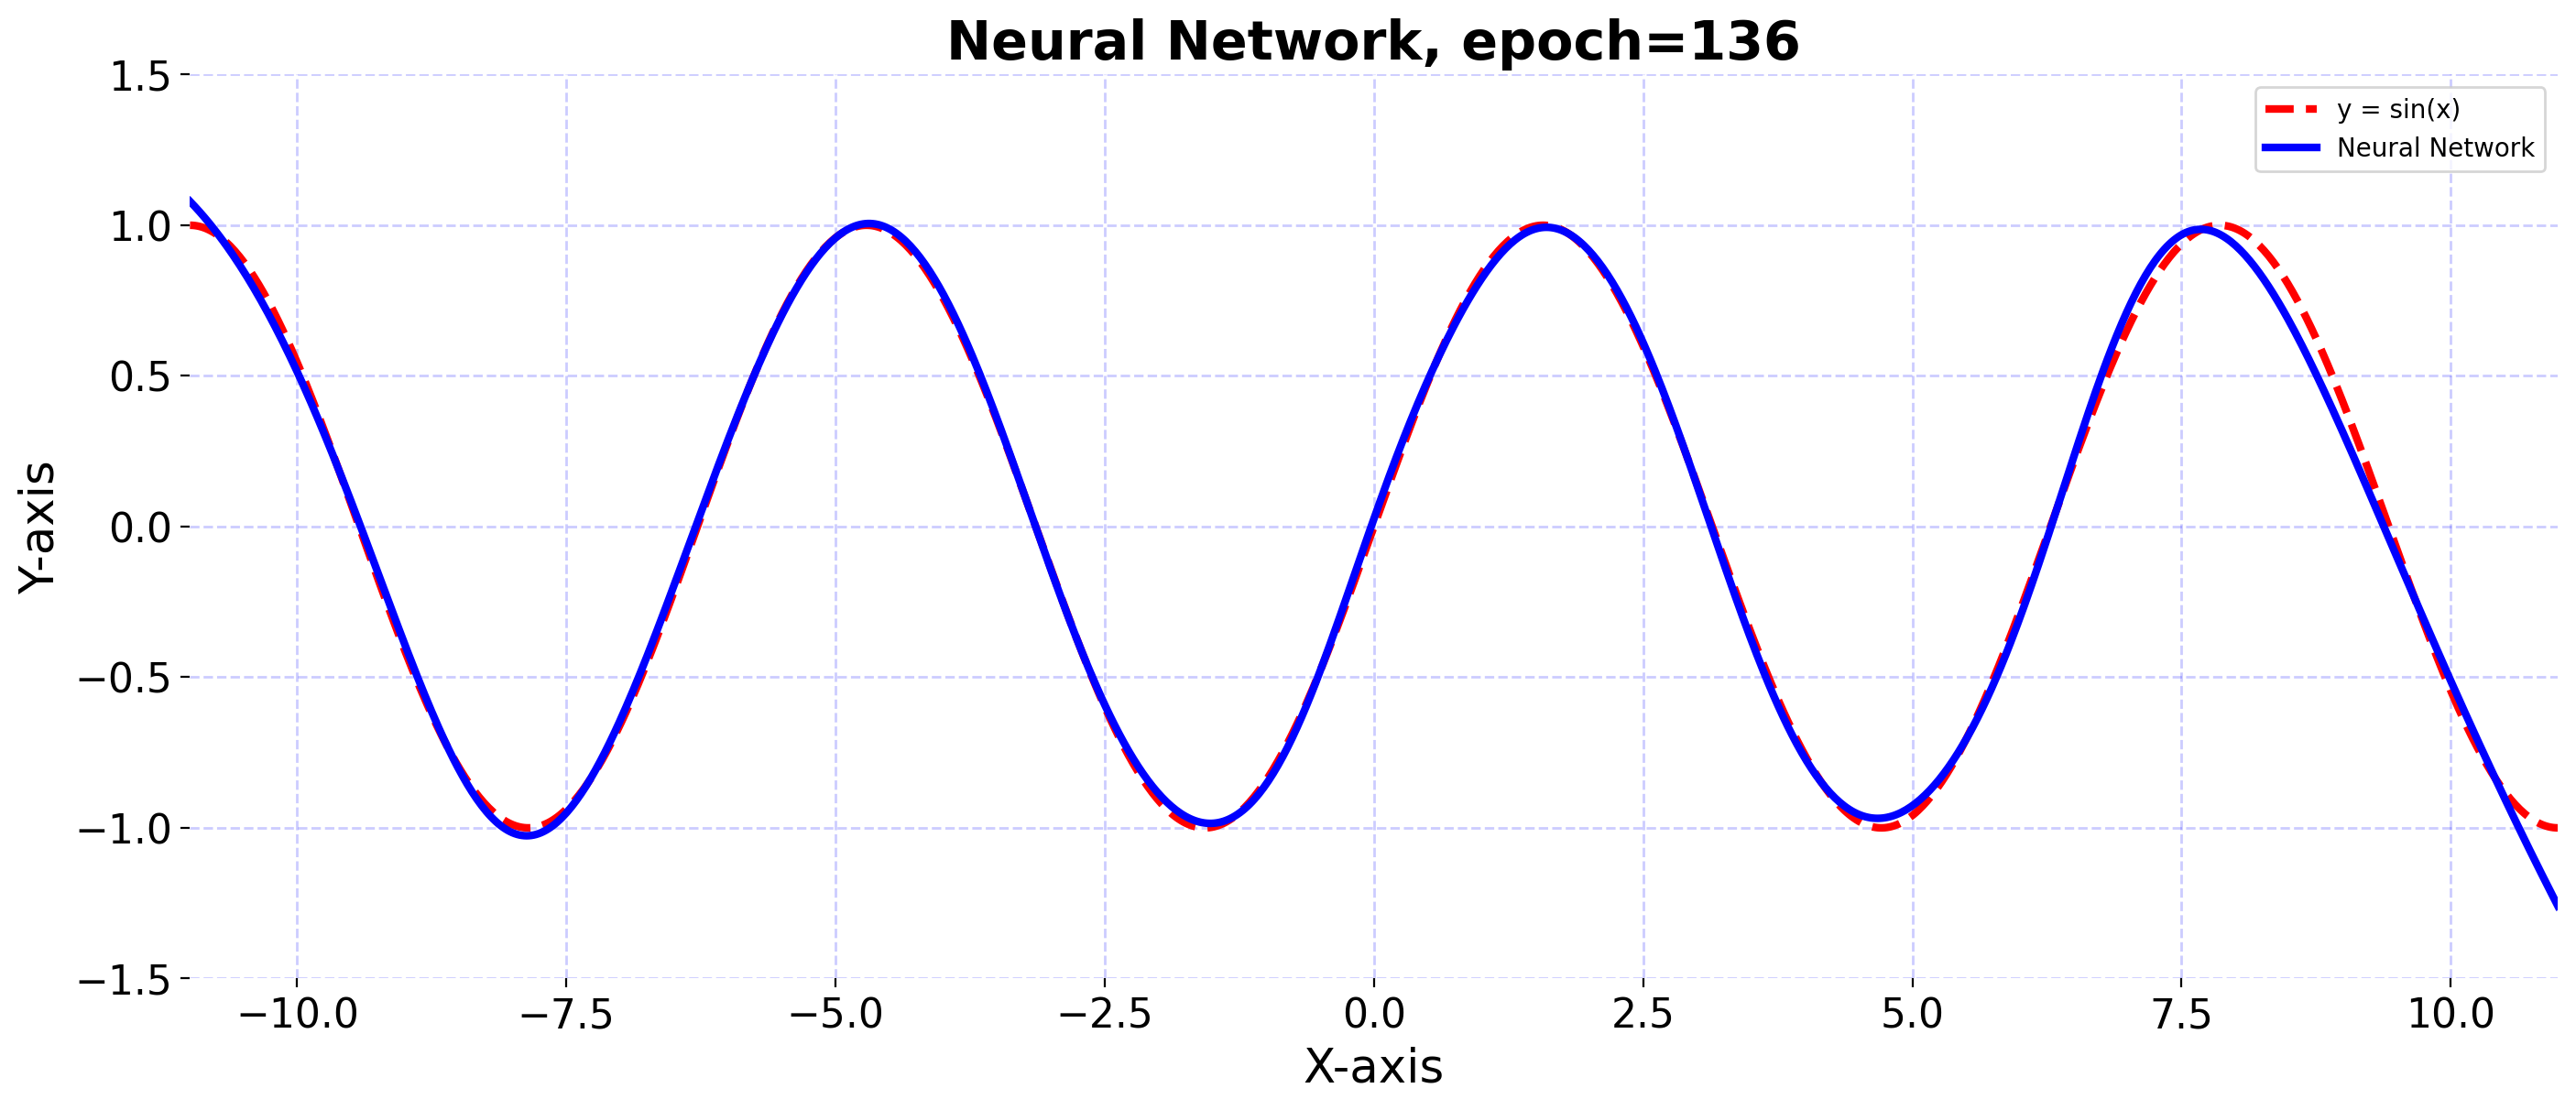 Neural Network, epoch=136
1.5
1.0
0.5
0.0
−0.5
−1.0
−1.5
Y-axis
y = sin(x)
Neural Network
−10.0 −7.5 −5.0 −2.5 0.0 2.5 5.0 7.5 10.0
X-axis